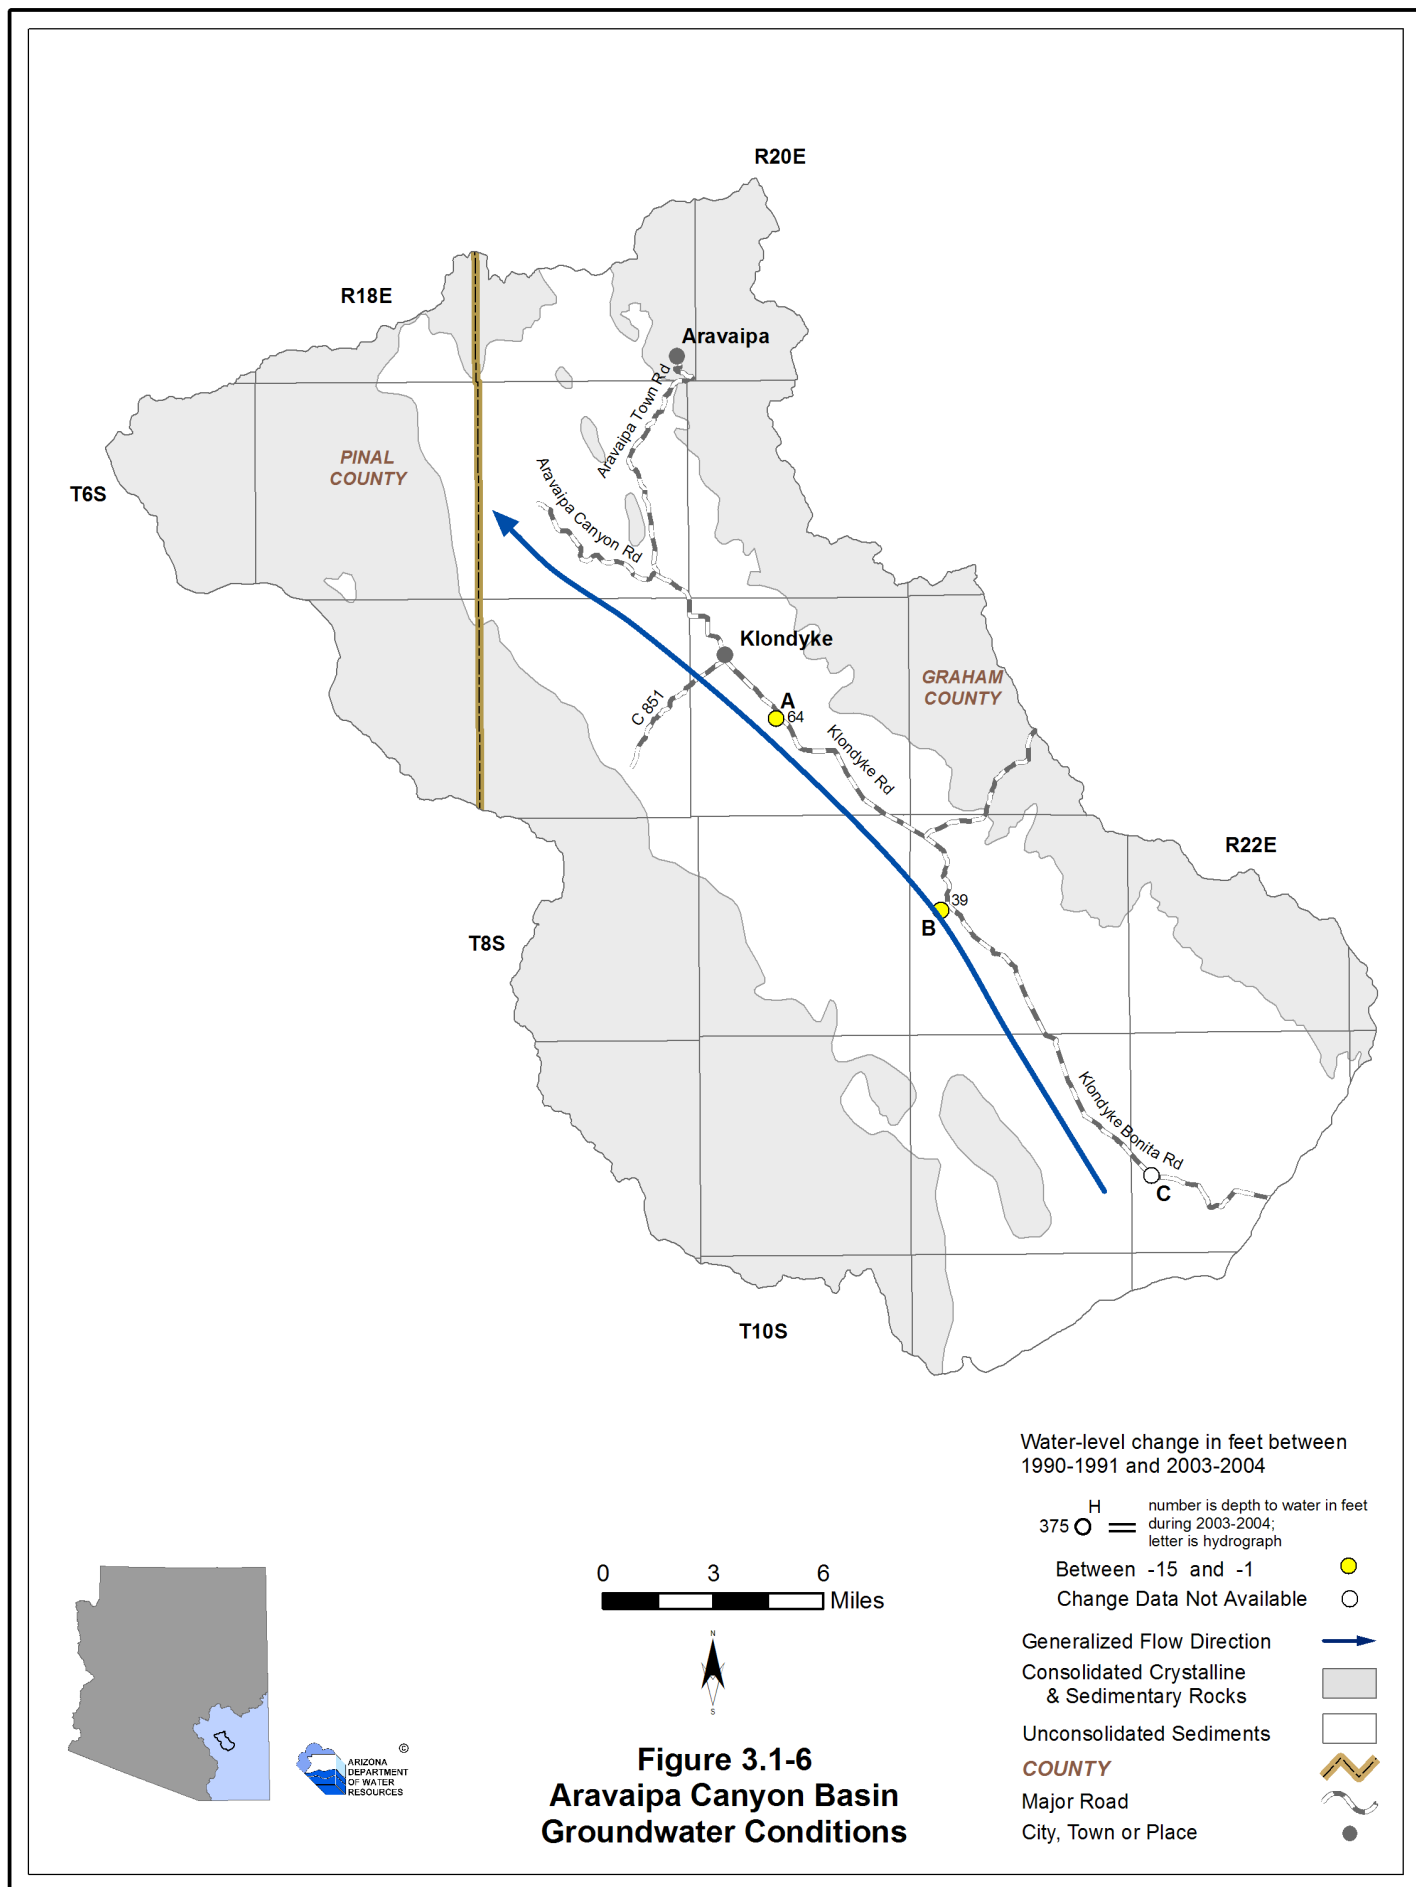 R20E
R18E
Aravaipa
Aravaipa Town Rd
PINAL
COUNTY
Aravaipa Canyon Rd
T6S
Klondyke
GRAHAM
COUNTY
C 851
A
64
Klondyke Rd
R22E
39
B
T8S
Klondyke Bonita Rd
C
T10S
Water-level change in feet between
1990-1991 and 2003-2004
H
375
number is depth to water in feet
during 2003-2004;
letter is hydrograph
Between -15 and -1
Change Data Not Available
Generalized Flow Direction
Consolidated Crystalline
& Sedimentary Rocks
Unconsolidated Sediments
COUNTY
Major Road
City, Town or Place
0 3 6
Miles
N
S
©
ARIZONA
DEPARTMENT
OF WATER
RESOURCES
Figure 3.1-6
Aravaipa Canyon Basin
Groundwater Conditions